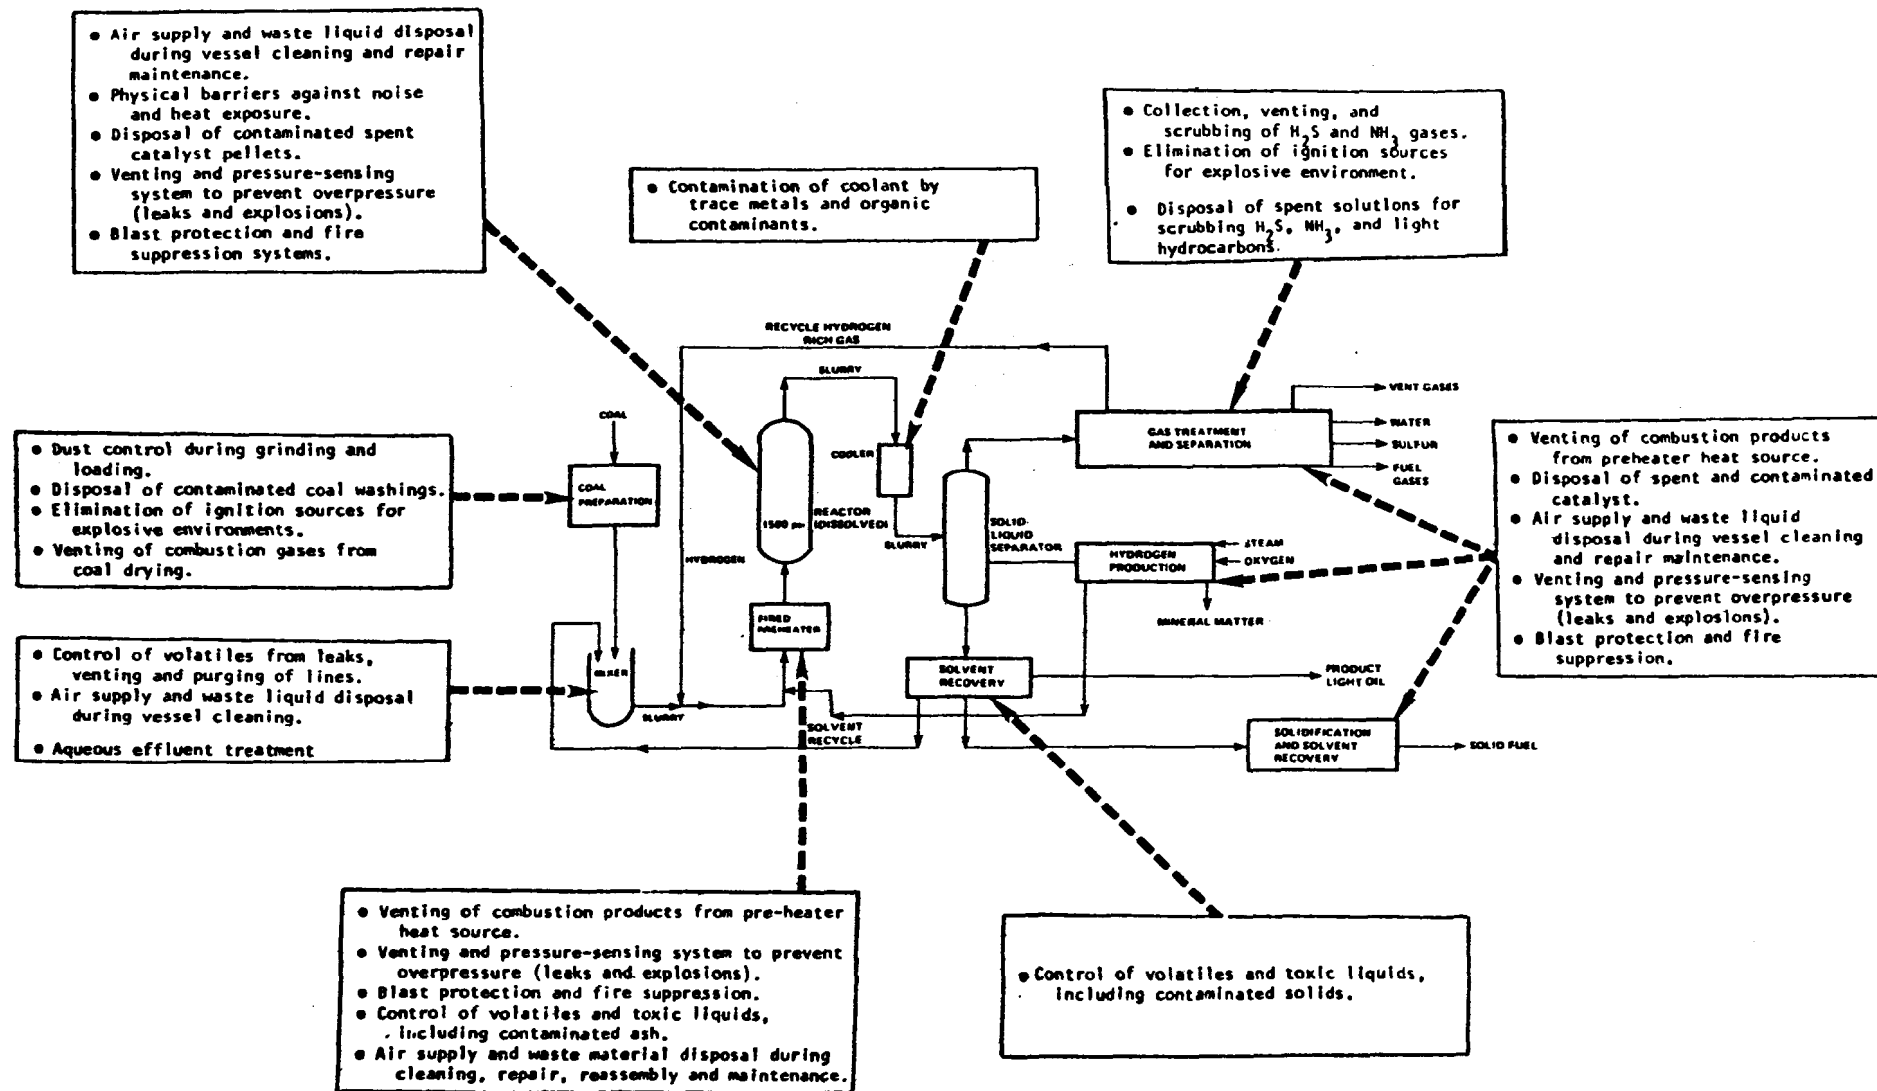 ● Air supply and waste liquid disposal
during vessel cleaning and repair
maintenance.
● Physical barriers against noise
and heat exposure.
● Disposal of contaminated spent
catalyst pellets.
● Venting and pressure-sensing
system to prevent overpressure
(leaks and explosions).
● Blast protection and fire
suppression systems.
● Contamination of coolant by
trace metals and organic
contaminants.
● Collection, venting, and
scrubbing of H2S and NH3 gases.
● Elimination of ignition sources
for explosive environment.
● Disposal of spent solutions for
scrubbing H2S, NH3, and light
hydrocarbons.
● Dust control during grinding and
loading.
● Disposal of contaminated coal washings.
● Elimination of ignition sources for
explosive environments.
● Venting of combustion gases from
coal drying.
● Control of volatiles from leaks,
venting and purging of lines.
● Air supply and waste liquid disposal
during vessel cleaning.
● Aqueous effluent treatment
RECYCLE HYDROGEN
RICH GAS
SLURRY
COAL
COAL
PREPARATION
COOLER
REACTOR
(DISSOLVED)
1500
SLURRY
SOLID-
LIQUID
SEPARATOR
GAS TREATMENT
AND SEPARATION
VENT GASES
WATER
SULFUR
FUEL
GASES
HYDROGEN
HYDROGEN
PRODUCTION
STEAM
OXYGEN
MINERAL MATTER
FIRED
PREHEATER
MIXER
SLURRY
SOLVENT
RECYCLE
SOLVENT
RECOVERY
PRODUCT
LIGHT OIL
SOLIDIFICATION
AND SOLVENT
RECOVERY
SOLID FUEL
● Venting of combustion products
from preheater heat source.
● Disposal of spent and contaminated
catalyst.
● Air supply and waste liquid
disposal during vessel cleaning
and repair maintenance.
● Venting and pressure-sensing
system to prevent overpressure
(leaks and explosions).
● Blast protection and fire
suppression.
● Venting of combustion products from pre-heater
heat source.
● Venting and pressure-sensing system to prevent
overpressure (leaks and explosions).
● Blast protection and fire suppression.
● Control of volatiles and toxic liquids,
including contaminated ash.
● Air supply and waste material disposal during
cleaning, repair, reassembly and maintenance.
● Control of volatiles and toxic liquids,
including contaminated solids.